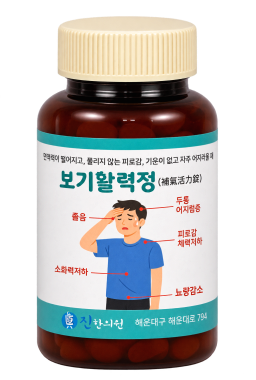 면역력이 떨어지고, 풀리지 않는 피로감, 기운이 없고 자주 어지러울 때
보기활력정(補氣活力錠)
두통
어지럼증
졸음
피로감
체력저하
소화력저하
뇨량감소
진한의원 해운대구 해운대로 794